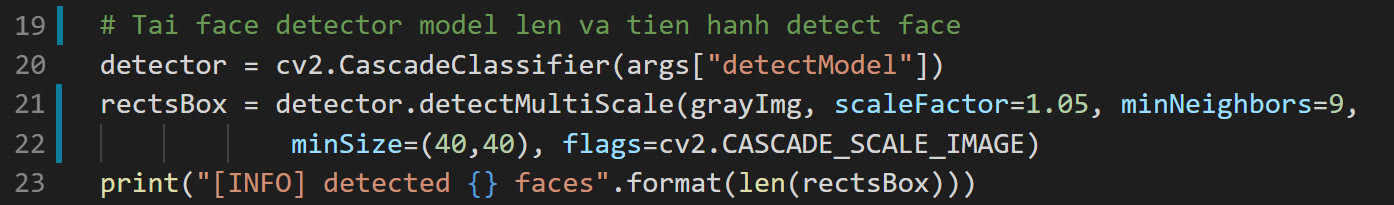 19 # Tai face detector model len va tien hanh detect face
20 detector = cv2.CascadeClassifier(args["detectModel"])
21 rectsBox = detector.detectMultiScale(grayImg, scaleFactor=1.05, minNeighbors=9,
22 minSize=(40,40), flags=cv2.CASCADE_SCALE_IMAGE)
23 print("[INFO] detected {} faces".format(len(rectsBox)))